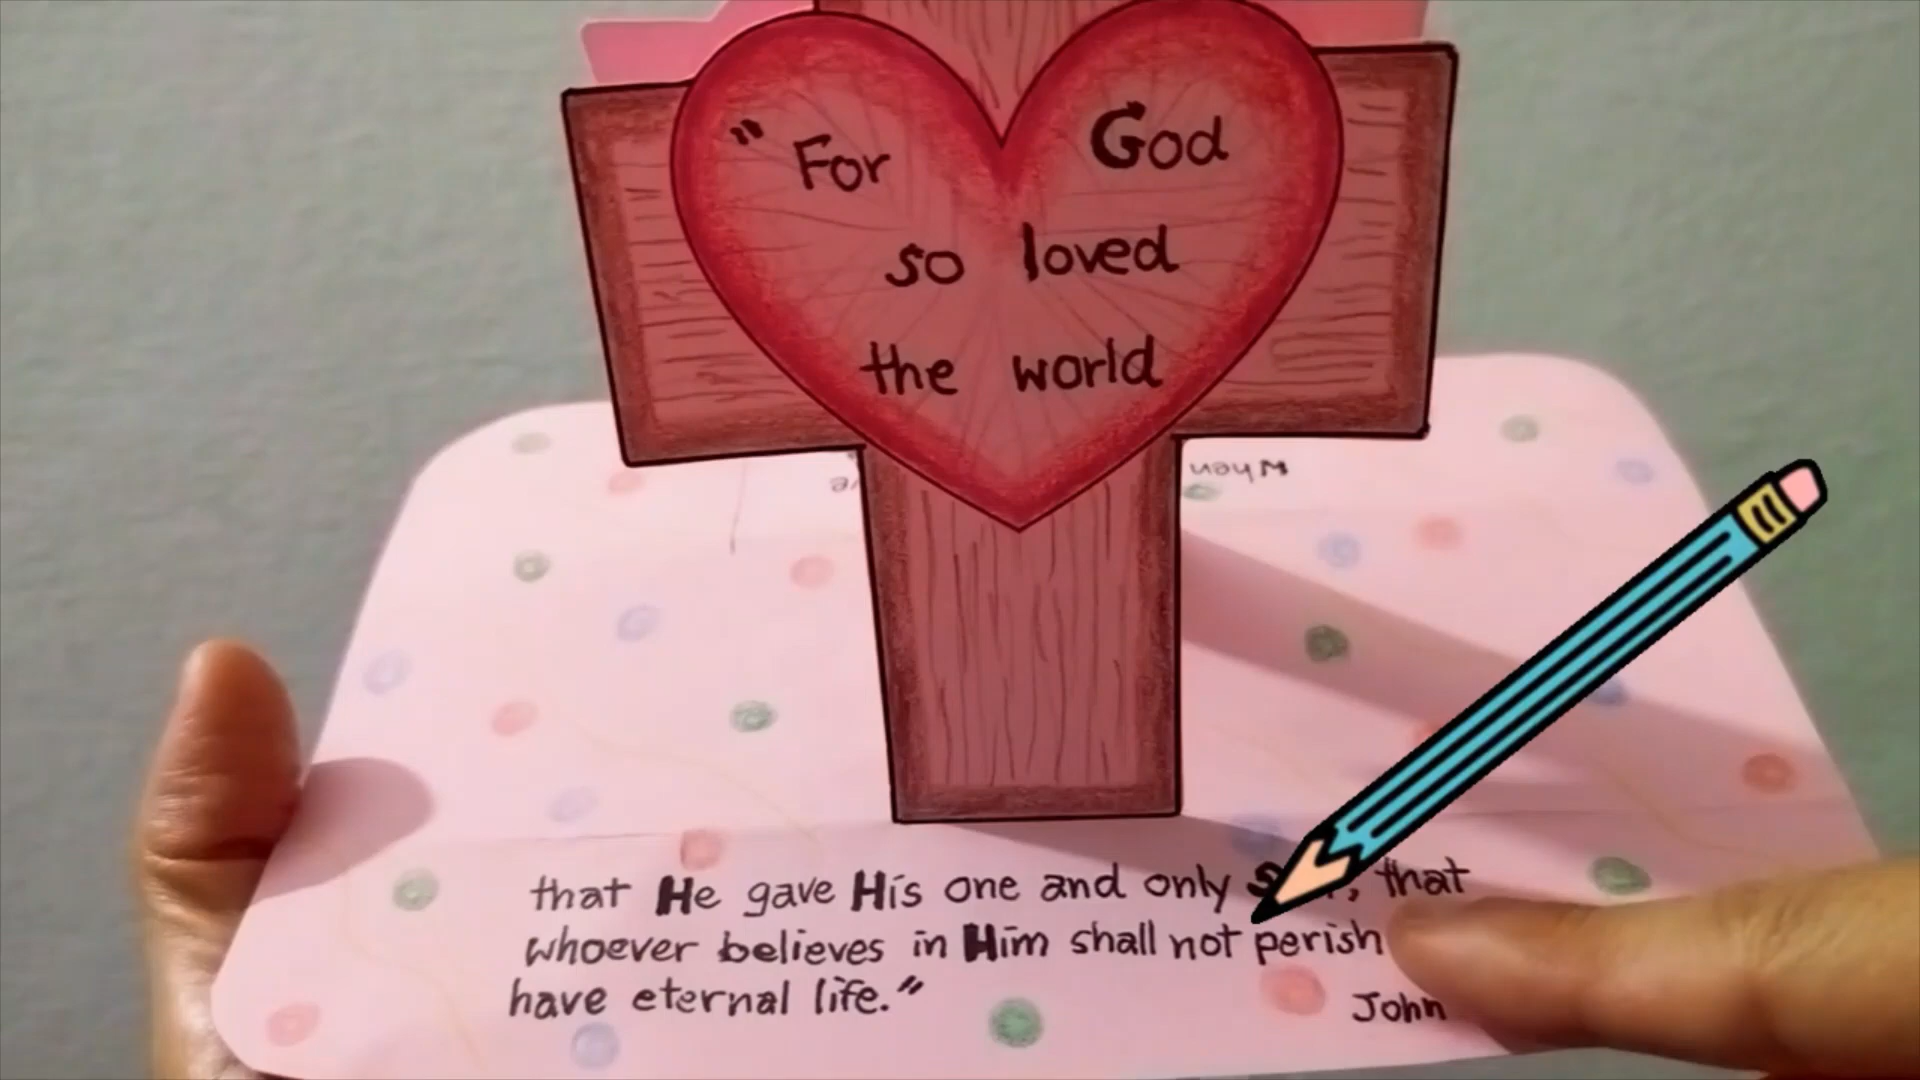 "For God
so loved
the world
When
that He gave His one and only that
whoever believes in Him shall not perish
have eternal life."
John